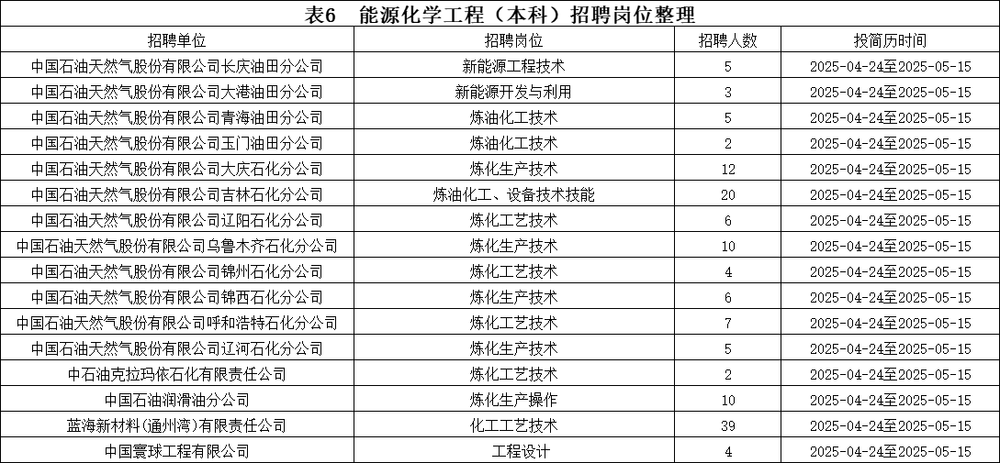 表6 能源化学工程（本科）招聘岗位整理
招聘单位 招聘岗位 招聘人数 投简历时间
中国石油天然气股份有限公司长庆油田分公司 新能源工程技术 5 2025-04-24至2025-05-15
中国石油天然气股份有限公司大港油田分公司 新能源开发与利用 3 2025-04-24至2025-05-15
中国石油天然气股份有限公司青海油田分公司 炼油化工技术 5 2025-04-24至2025-05-15
中国石油天然气股份有限公司玉门油田分公司 炼油化工技术 2 2025-04-24至2025-05-15
中国石油天然气股份有限公司大庆石化分公司 炼化生产技术 12 2025-04-24至2025-05-15
中国石油天然气股份有限公司吉林石化分公司 炼油化工、设备技术技能 20 2025-04-24至2025-05-15
中国石油天然气股份有限公司辽阳石化分公司 炼化工艺技术 6 2025-04-24至2025-05-15
中国石油天然气股份有限公司乌鲁木齐石化分公司 炼化生产技术 10 2025-04-24至2025-05-15
中国石油天然气股份有限公司锦州石化分公司 炼化工艺技术 4 2025-04-24至2025-05-15
中国石油天然气股份有限公司锦西石化分公司 炼化生产技术 6 2025-04-24至2025-05-15
中国石油天然气股份有限公司呼和浩特石化分公司 炼化工艺技术 7 2025-04-24至2025-05-15
中国石油天然气股份有限公司辽河石化分公司 炼化生产技术 5 2025-04-24至2025-05-15
中石油克拉玛依石化有限责任公司 炼化工艺技术 2 2025-04-24至2025-05-15
中国石油润滑油分公司 炼化生产操作 10 2025-04-24至2025-05-15
蓝海新材料(通州湾)有限责任公司 化工工艺技术 39 2025-04-24至2025-05-15
中国寰球工程有限公司 工程设计 4 2025-04-24至2025-05-15